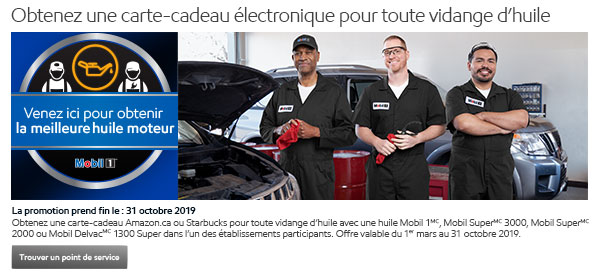 Obtenez une carte-cadeau électronique pour toute vidange d'huile
Venez ici pour obtenir
la meilleure huile moteur
Mobil 1
La promotion prend fin le : 31 octobre 2019
Obtenez une carte-cadeau Amazon.ca ou Starbucks pour toute vidange d'huile avec une huile Mobil 1ᴹᶜ, Mobil Superᴹᶜ 3000, Mobil Superᴹᶜ
2000 ou Mobil Delvacᴹᶜ 1300 Super dans l'un des établissements participants. Offre valable du 1ᵉʳ mars au 31 octobre 2019.
Trouver un point de service